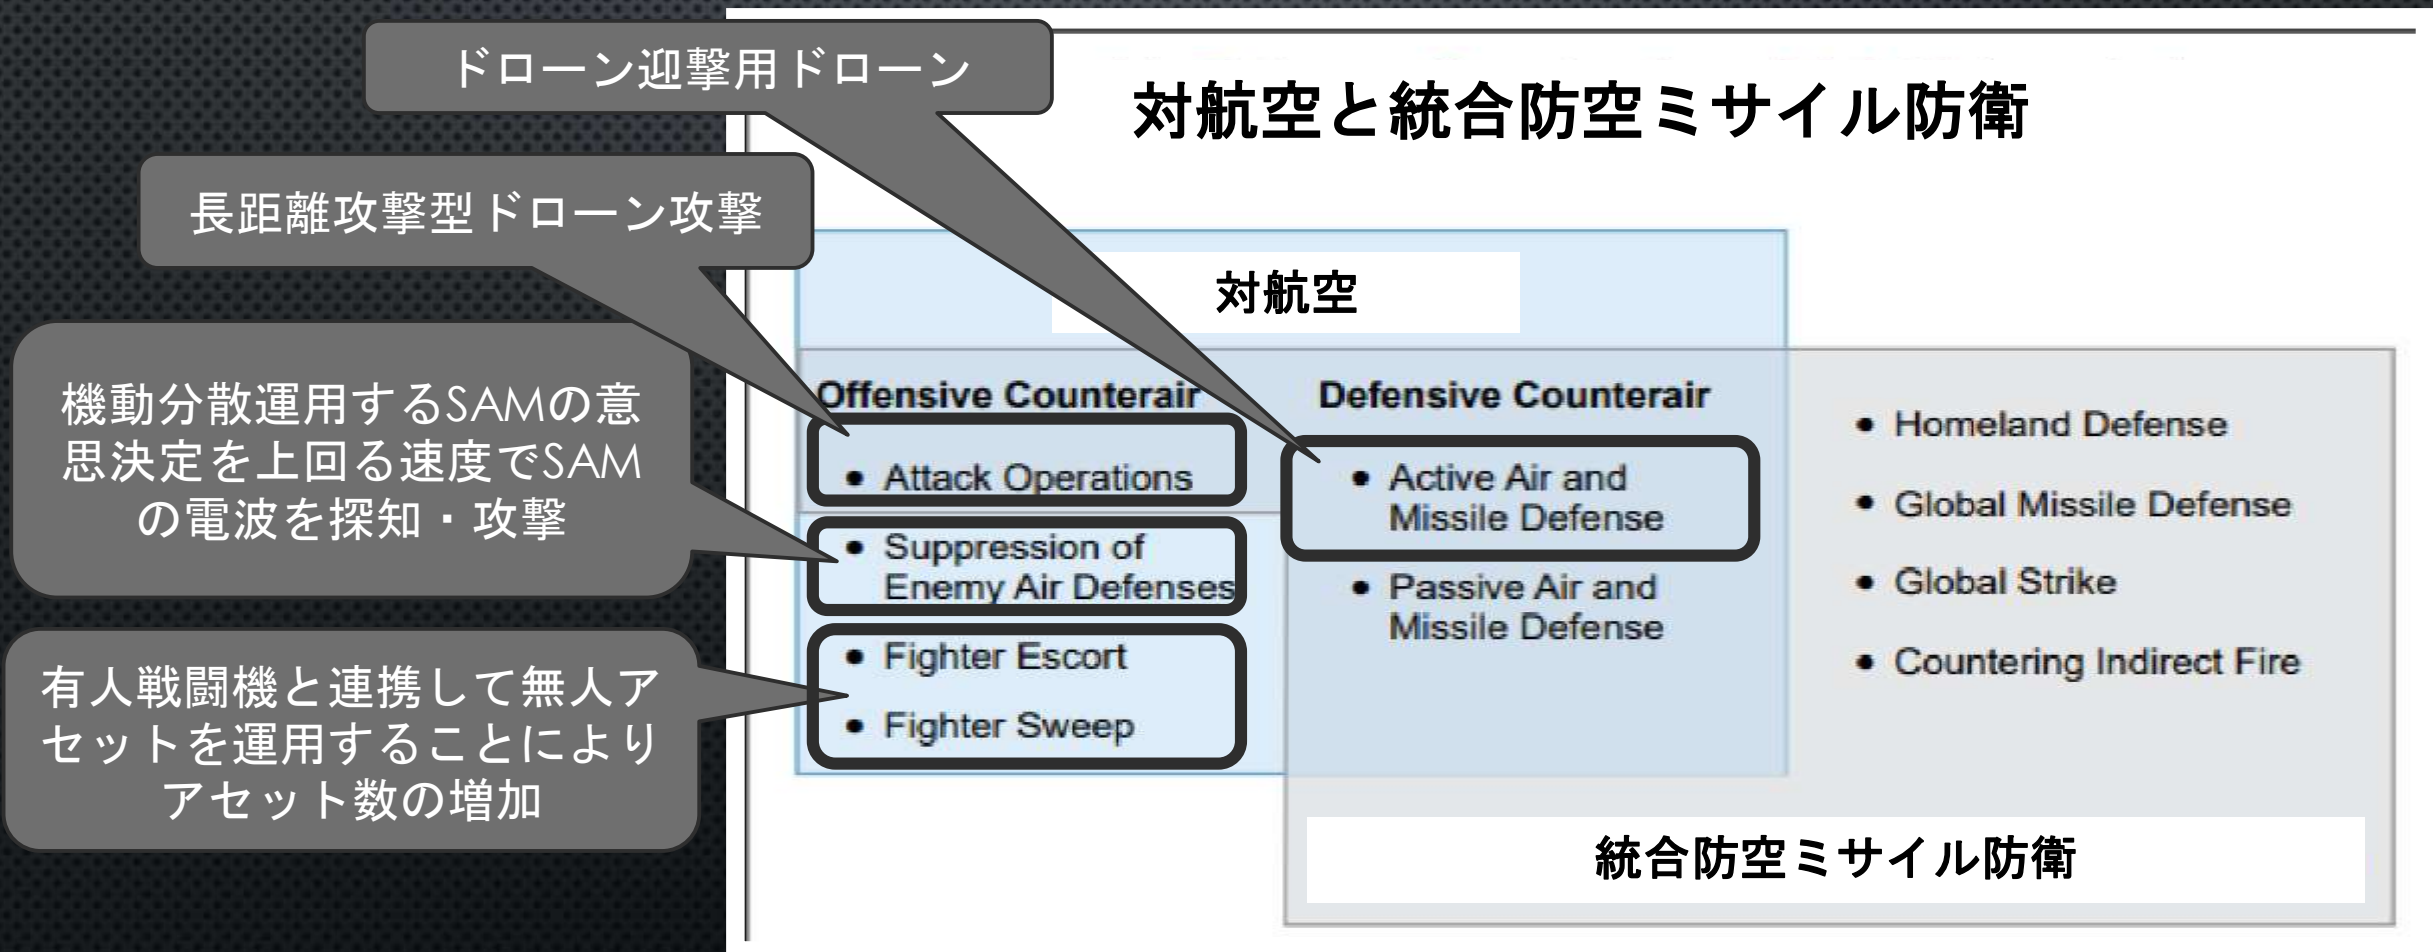 ドローン迎撃用ドローン
対航空と統合防空ミサイル防衛
長距離攻撃型ドローン攻撃
対航空
機動分散運用するSAMの意
思決定を上回る速度でSAM
の電波を探知・攻撃
有人戦闘機と連携して無人ア
セットを運用することにより
アセット数の増加
Offensive Counterair
• Attack Operations
• Suppression of
Enemy Air Defenses
• Fighter Escort
• Fighter Sweep
Defensive Counterair
• Active Air and
Missile Defense
• Passive Air and
Missile Defense
• Homeland Defense
• Global Missile Defense
• Global Strike
• Countering Indirect Fire
統合防空ミサイル防衛